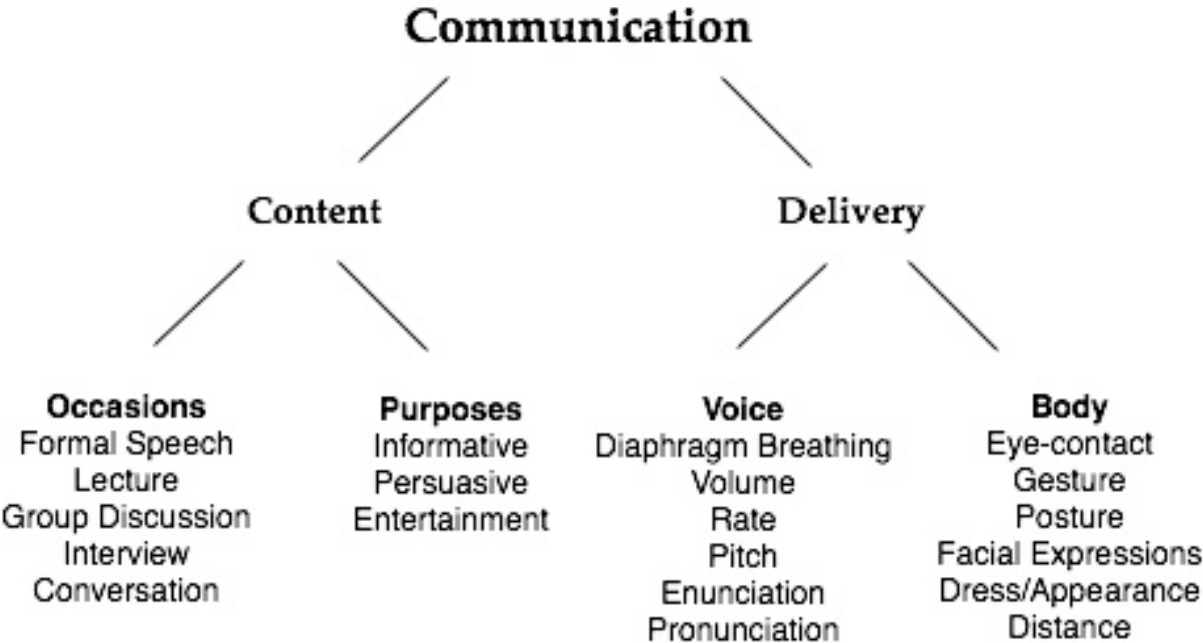 Communication
Content
Delivery
Occasions
Formal Speech
Lecture
Group Discussion
Interview
Conversation
Purposes
Informative
Persuasive
Entertainment
Voice
Diaphragm Breathing
Volume
Rate
Pitch
Enunciation
Pronunciation
Body
Eye-contact
Gesture
Posture
Facial Expressions
Dress/Appearance
Distance